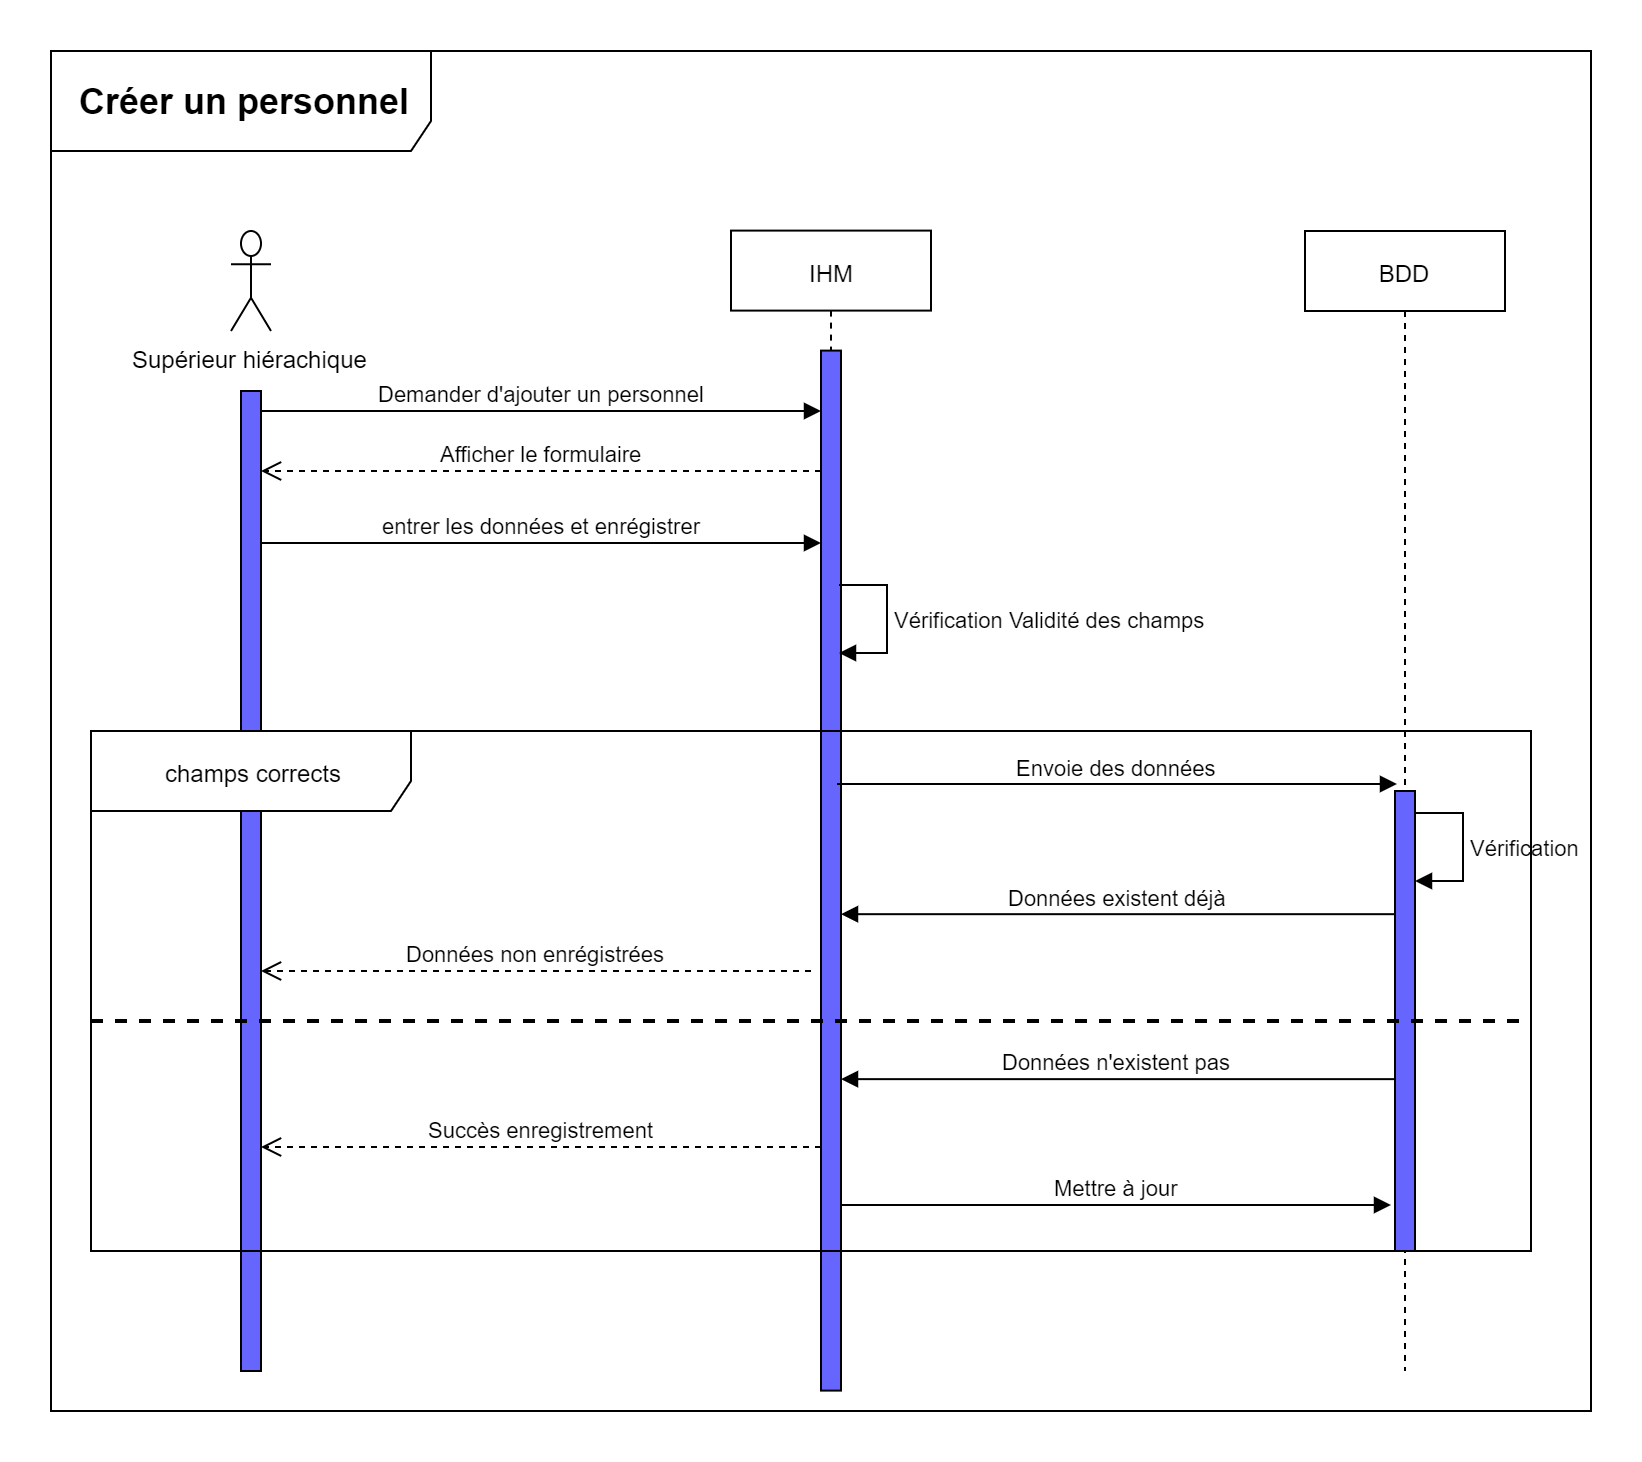 Créer un personnel
IHM
BDD
Supérieur hiérachique
Demander d'ajouter un personnel
Afficher le formulaire
entrer les données et enrégistrer
Vérification Validité des champs
champs corrects
Envoie des données
Vérification
Données existent déjà
Données non enrégistrées
Données n'existent pas
Succès enregistrement
Mettre à jour